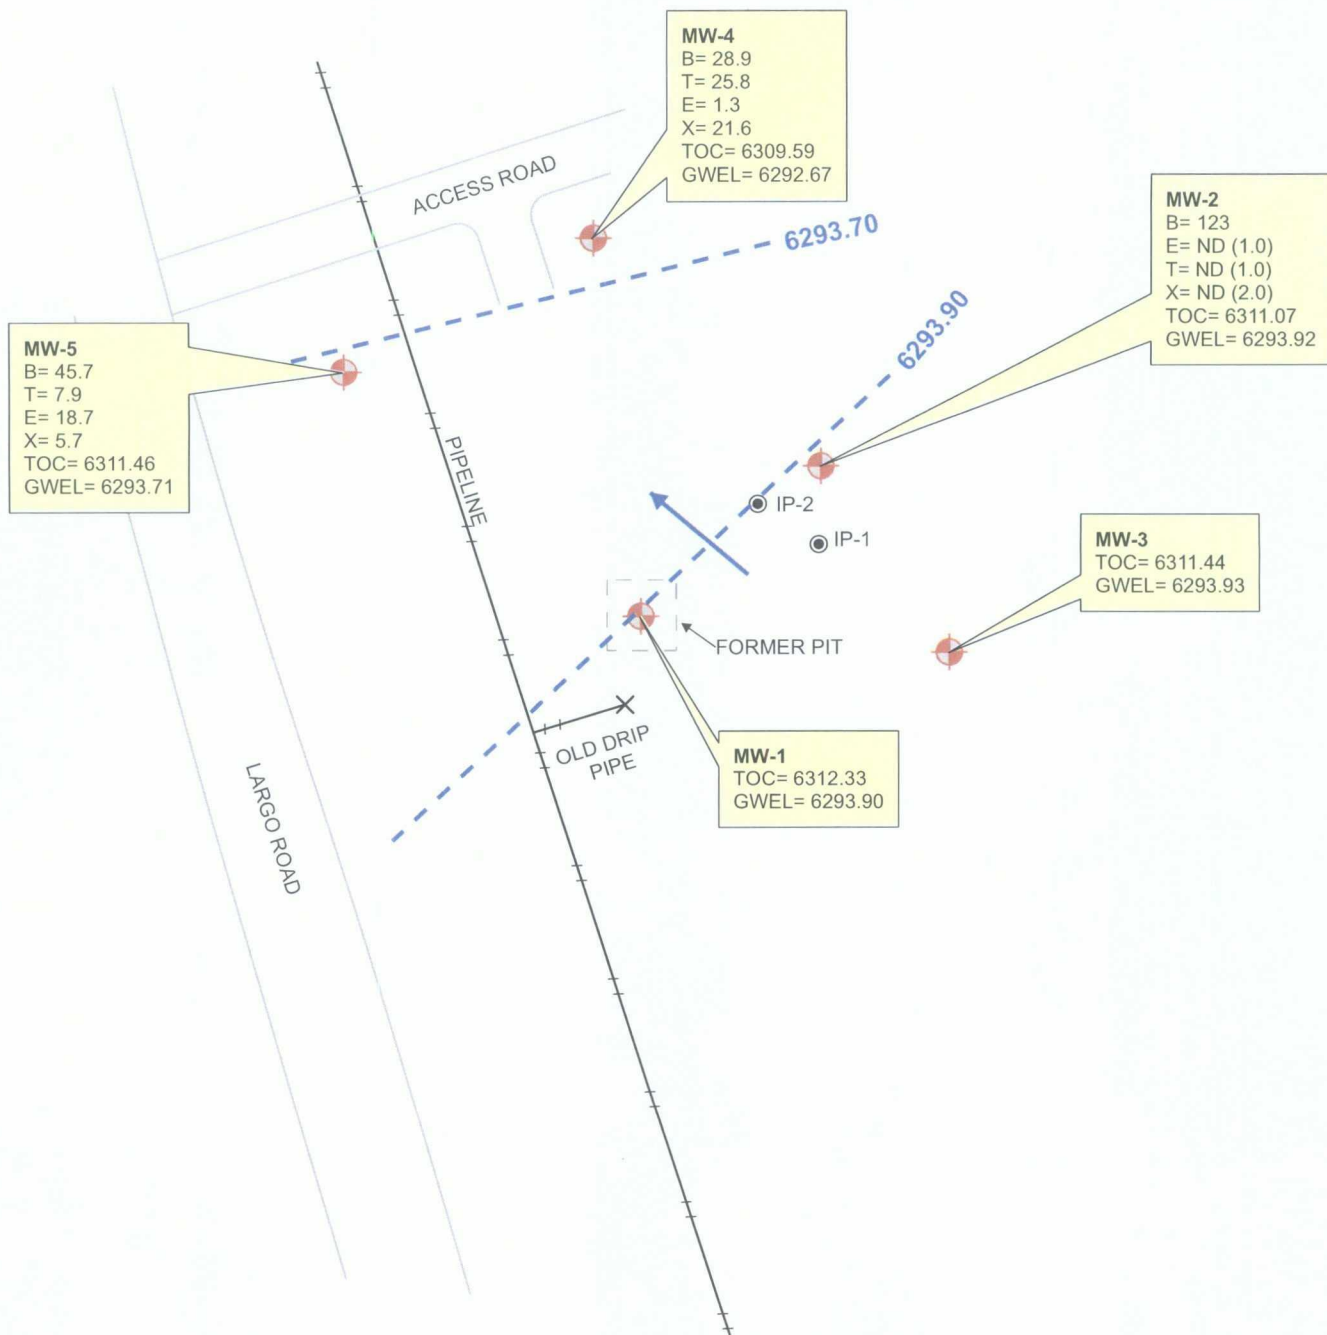 MW-4
B= 28.9
T= 25.8
E= 1.3
X= 21.6
TOC= 6309.59
GWEL= 6292.67
ACCESS ROAD
6293.70
MW-2
B= 123
E= ND (1.0)
T= ND (1.0)
X= ND (2.0)
TOC= 6311.07
GWEL= 6293.92
6293.90
MW-5
B= 45.7
T= 7.9
E= 18.7
X= 5.7
TOC= 6311.46
GWEL= 6293.71
PIPELINE
IP-2
IP-1
MW-3
TOC= 6311.44
GWEL= 6293.93
FORMER PIT
OLD DRIP
PIPE
MW-1
TOC= 6312.33
GWEL= 6293.90
LARGO ROAD